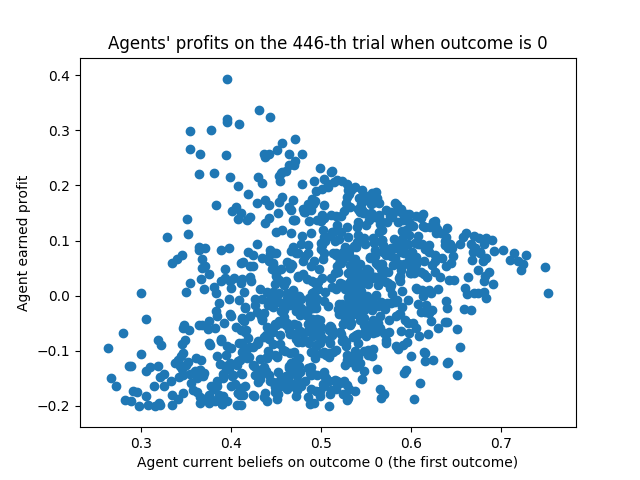 Agents' profits on the 446-th trial when outcome is 0
0.4
0.3
0.2
0.1
0.0
−0.1
−0.2
Agent earned profit
0.3 0.4 0.5 0.6 0.7
Agent current beliefs on outcome 0 (the first outcome)